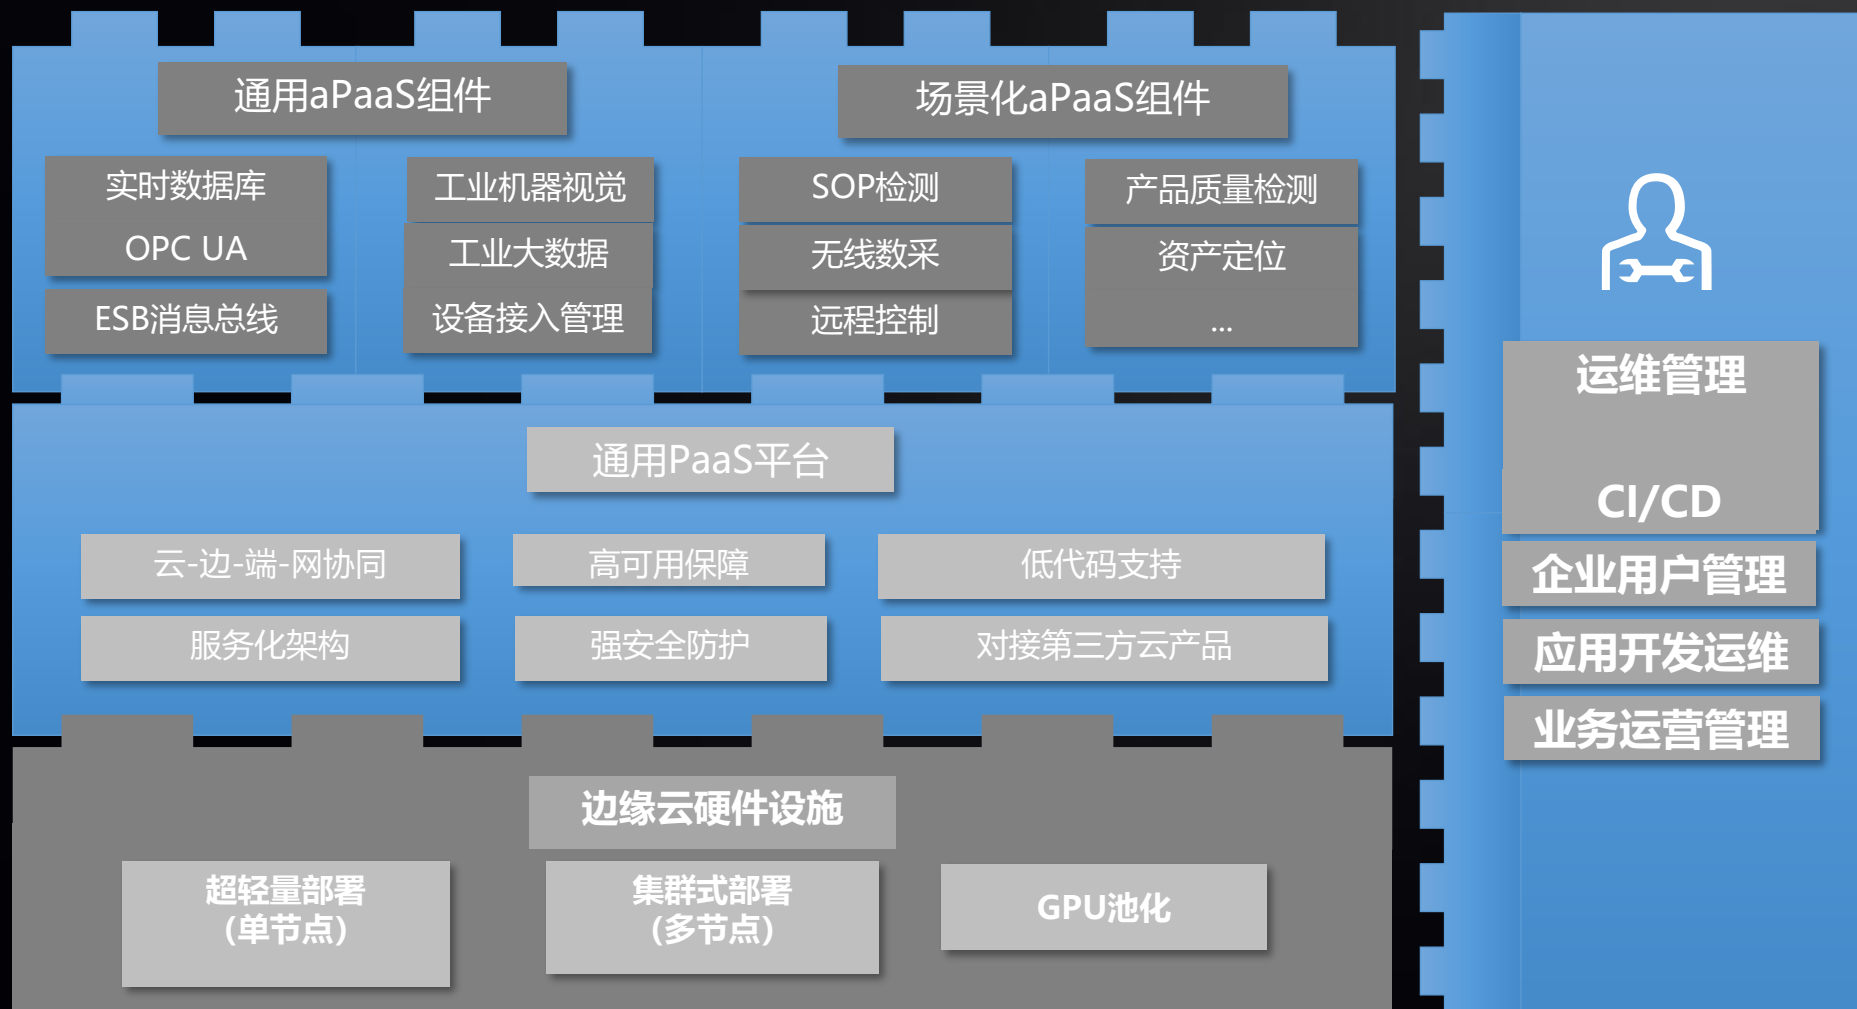 通用aPaaS组件
场景化aPaaS组件
实时数据库
工业机器视觉
SOP检测
产品质量检测
OPC UA
工业大数据
无线数采
资产定位
ESB消息总线
设备接入管理
远程控制
...
通用PaaS平台
云-边-端-网协同
高可用保障
低代码支持
服务化架构
强安全防护
对接第三方云产品
边缘云硬件设施
超轻量部署
（单节点）
集群式部署
（多节点）
GPU池化
运维管理
CI/CD
企业用户管理
应用开发运维
业务运营管理